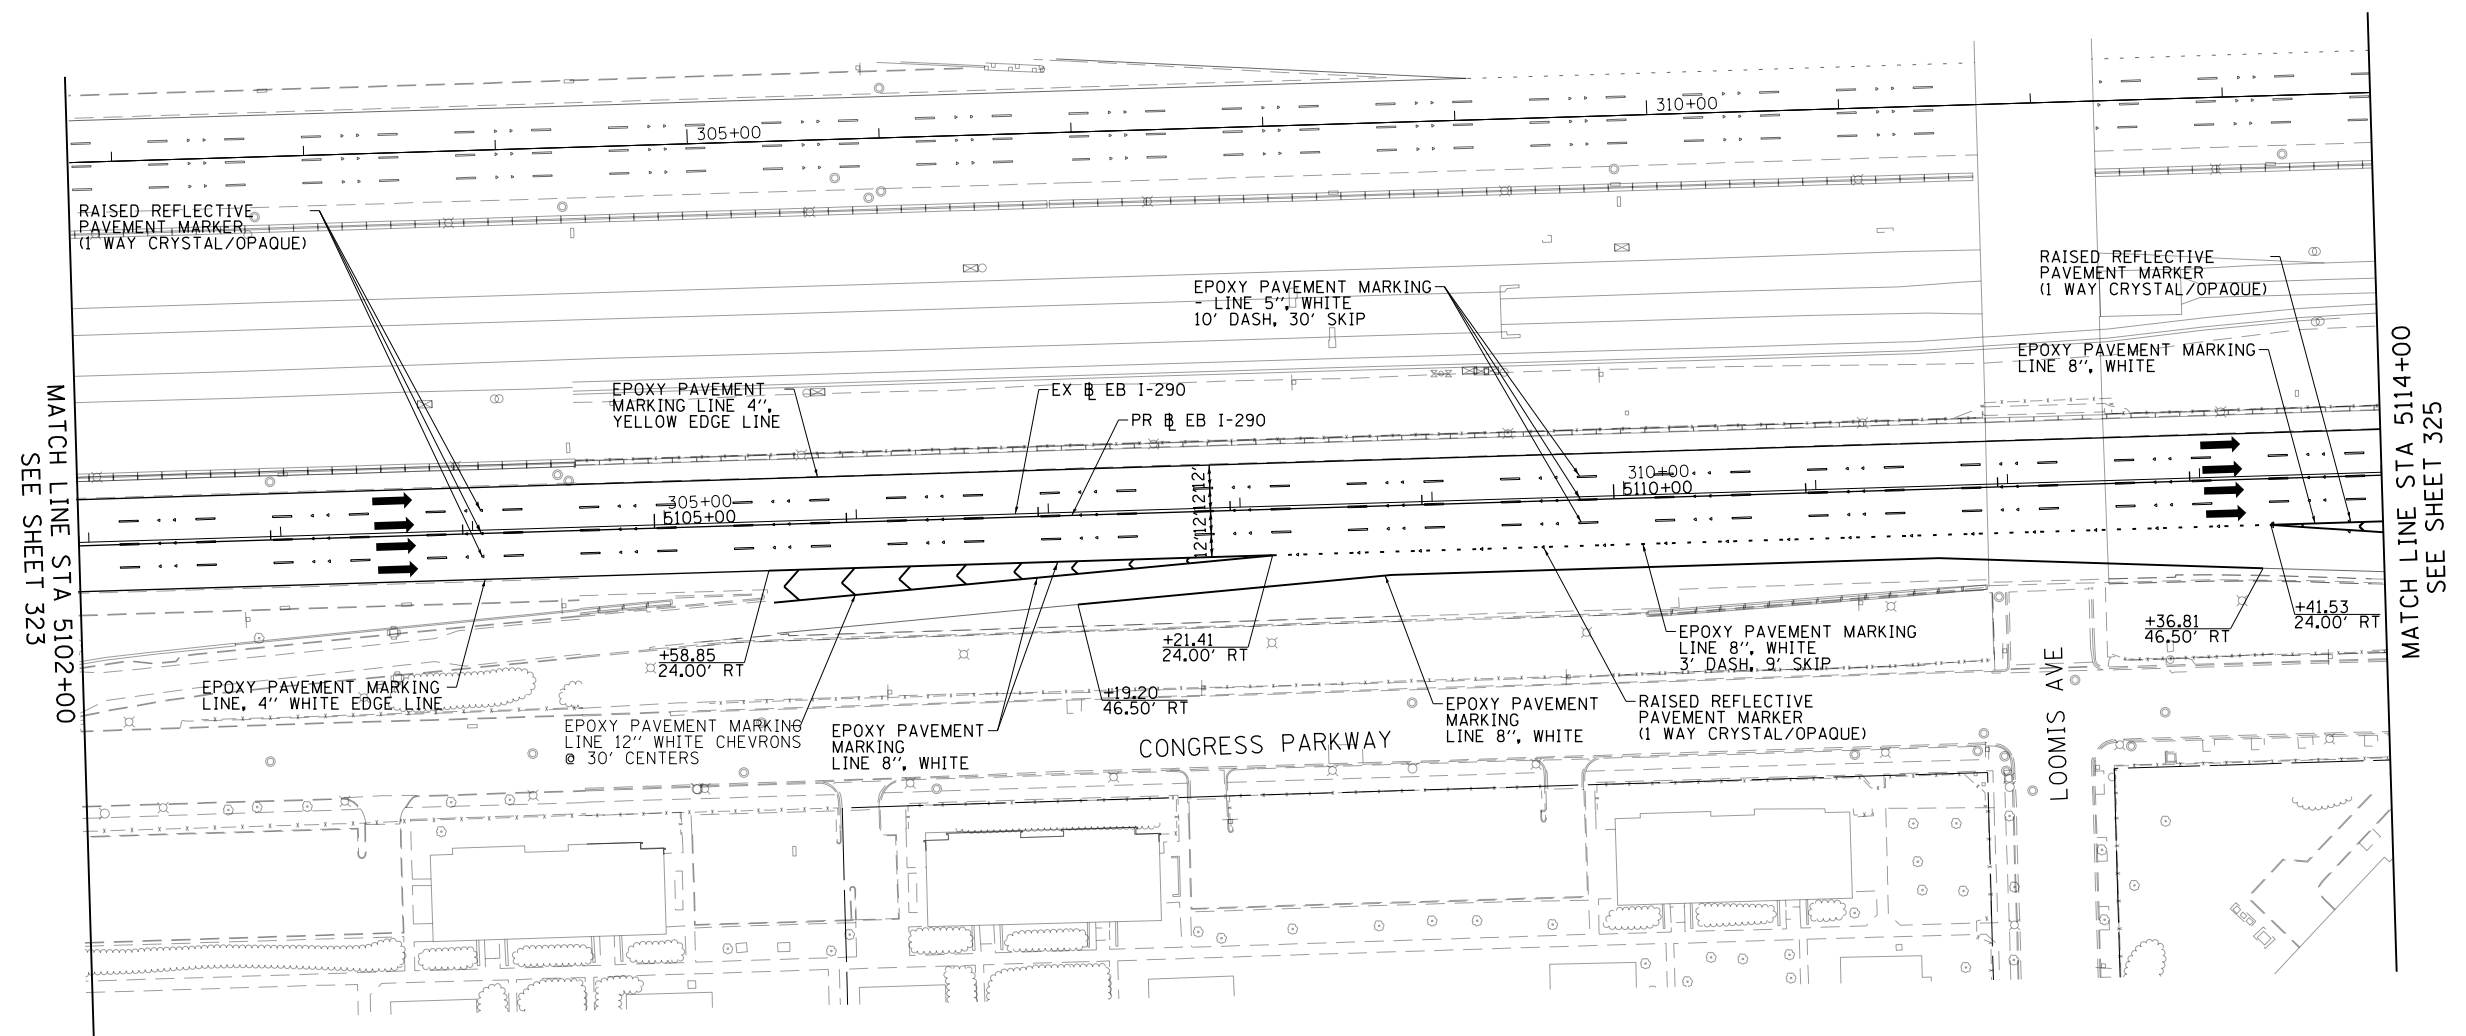 305+00
310+00
RAISED REFLECTIVE
PAVEMENT MARKER
(1 WAY CRYSTAL/OPAQUE)
EPOXY PAVEMENT MARKING
- LINE 5", WHITE
10' DASH, 30' SKIP
RAISED REFLECTIVE
PAVEMENT MARKER
(1 WAY CRYSTAL/OPAQUE)
EPOXY PAVEMENT MARKING
LINE 8", WHITE
EPOXY PAVEMENT
MARKING LINE 4",
YELLOW EDGE LINE
EX BL EB I-290
PR BL EB I-290
MATCH LINE STA 5102+00
SEE SHEET 323
MATCH LINE STA 5114+00
SEE SHEET 325
305+00
5105+00
12'
12'
12'
12'
310+00
5110+00
+58.85
24.00' RT
+19.20
46.50' RT
+21.41
24.00' RT
+36.81
46.50' RT
+41.53
24.00' RT
EPOXY PAVEMENT MARKING
LINE, 4" WHITE EDGE LINE
EPOXY PAVEMENT MARKING
LINE 12" WHITE CHEVRONS
@ 30' CENTERS
EPOXY PAVEMENT
MARKING
LINE 8", WHITE
EPOXY PAVEMENT
MARKING
LINE 8", WHITE
EPOXY PAVEMENT MARKING
LINE 8", WHITE
3' DASH, 9' SKIP
RAISED REFLECTIVE
PAVEMENT MARKER
(1 WAY CRYSTAL/OPAQUE)
CONGRESS PARKWAY
LOOMIS AVE